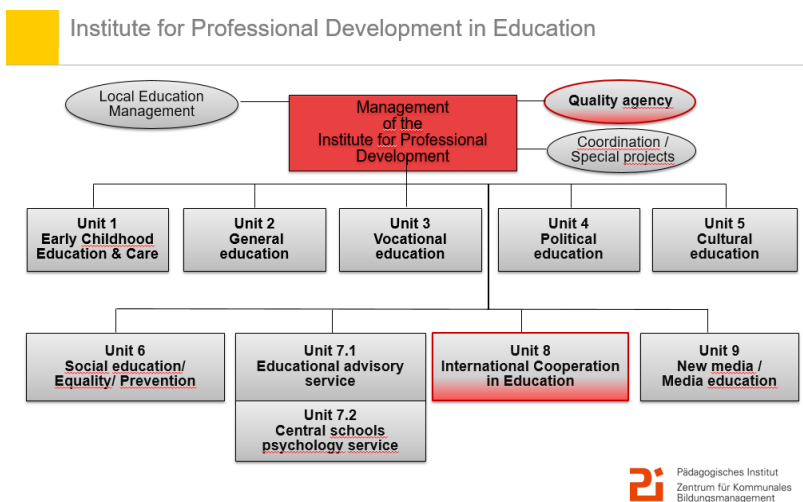 Institute for Professional Development in Education
Local Education
Management
Management
of the
Institute for Professional
Development
Quality agency
Coordination /
Special projects
Unit 1
Early Childhood
Education & Care
Unit 2
General
education
Unit 3
Vocational
education
Unit 4
Political
education
Unit 5
Cultural
education
Unit 6
Social education/
Equality/ Prevention
Unit 7.1
Educational advisory
service
Unit 7.2
Central schools
psychology service
Unit 8
International Cooperation
in Education
Unit 9
New media /
Media education
Pädagogisches Institut
Zentrum für Kommunales
Bildungsmanagement